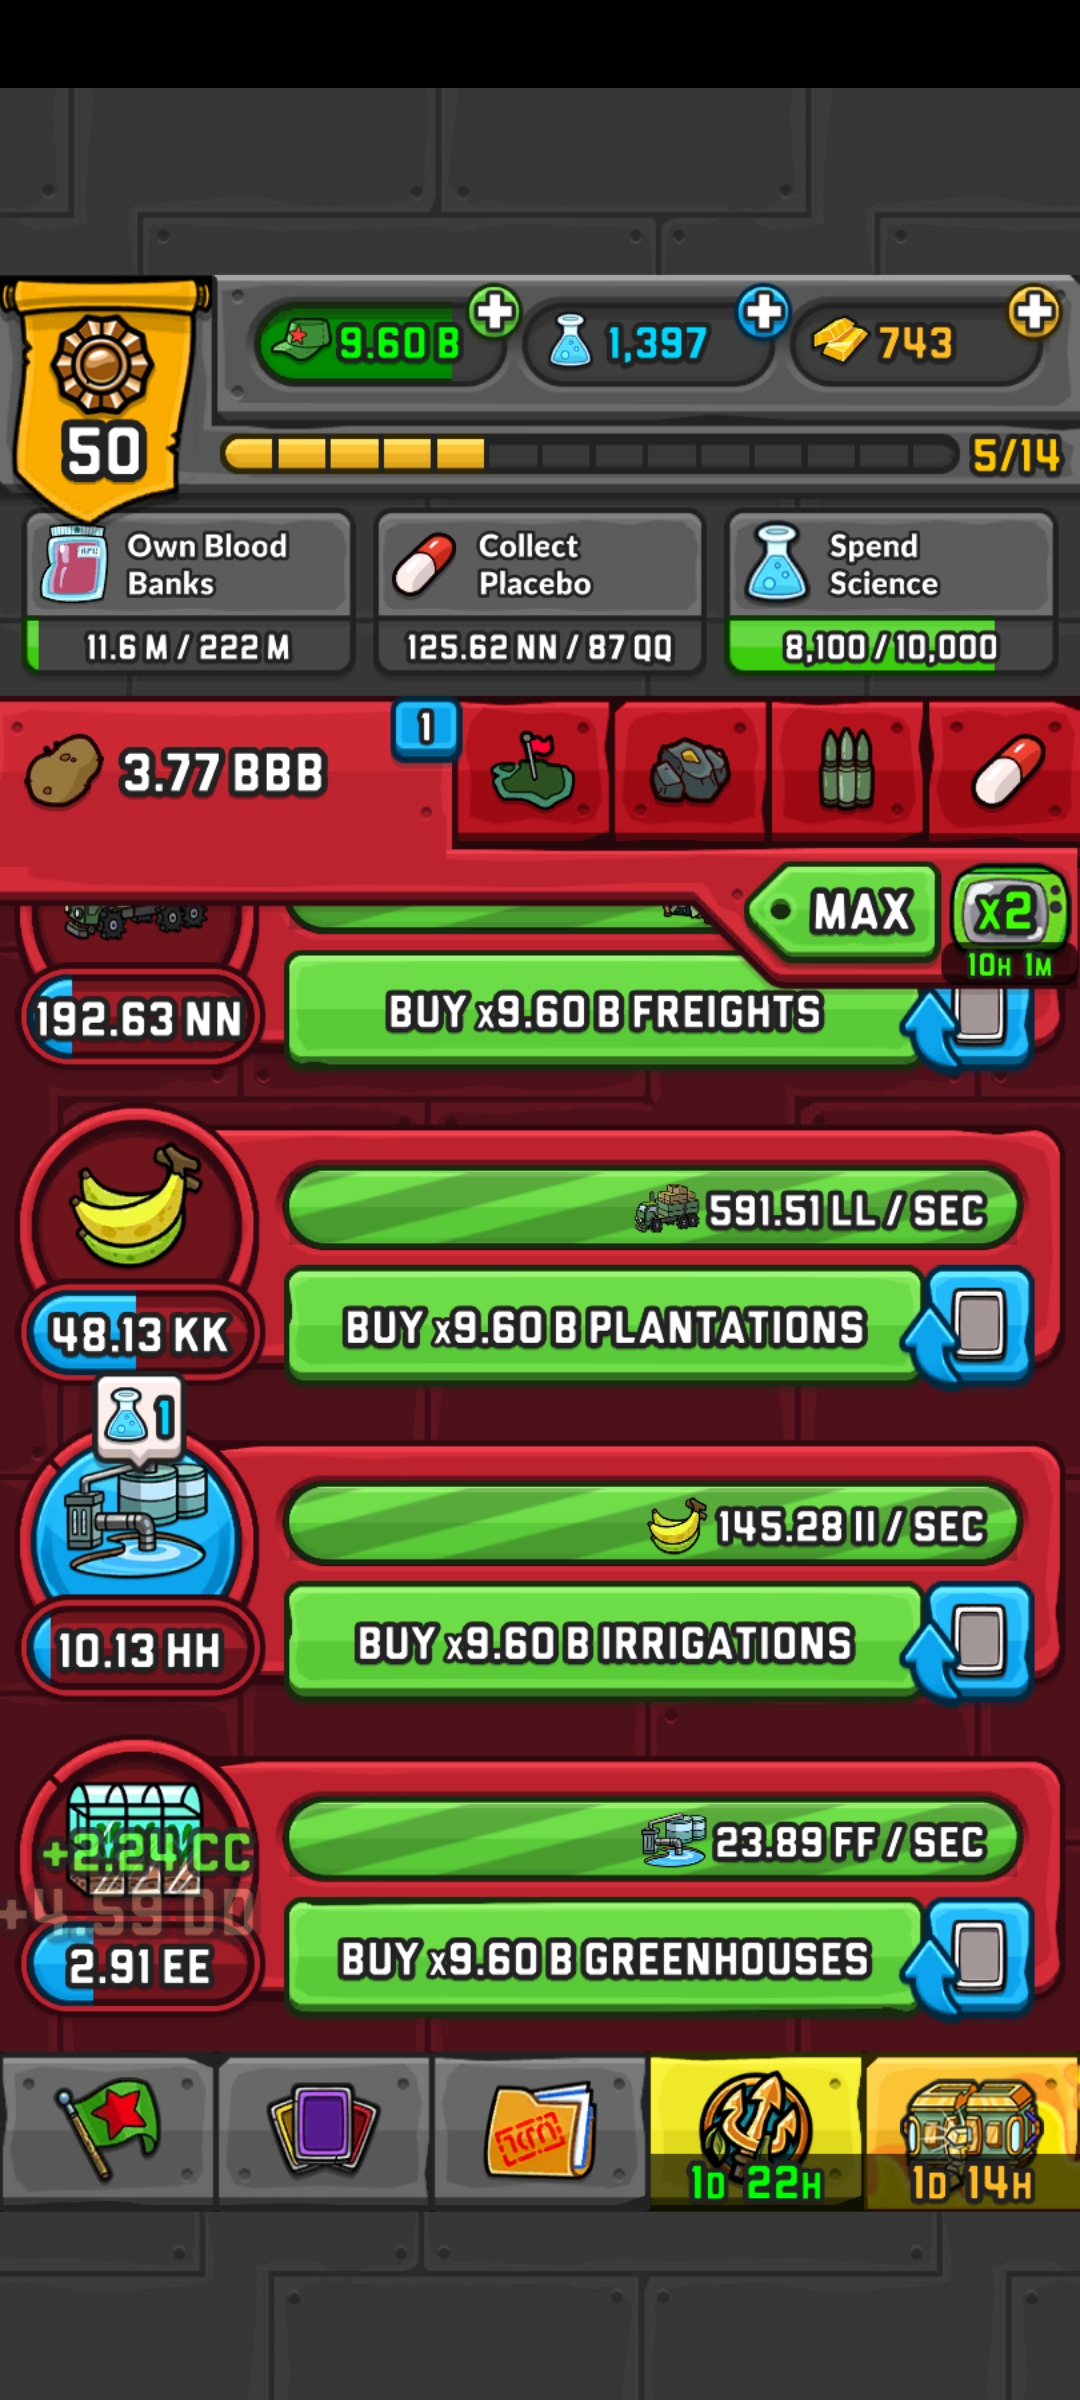 9.60 B
1,397
743
50
5/14
Own Blood
Banks
11.6 M / 222 M
Collect
Placebo
125.62 NN / 87 QQ
Spend
Science
8,100 / 10,000
3.77 BBB
1
MAX
x2
10H 1M
192.63 NN
BUY x9.60 B FREIGHTS
591.51 LL / SEC
48.13 KK
BUY x9.60 B PLANTATIONS
1
145.28 II / SEC
10.13 HH
BUY x9.60 B IRRIGATIONS
+2.24 CC
+4.59 DD
23.89 FF / SEC
2.91 EE
BUY x9.60 B GREENHOUSES
1D 22H
1D 14H